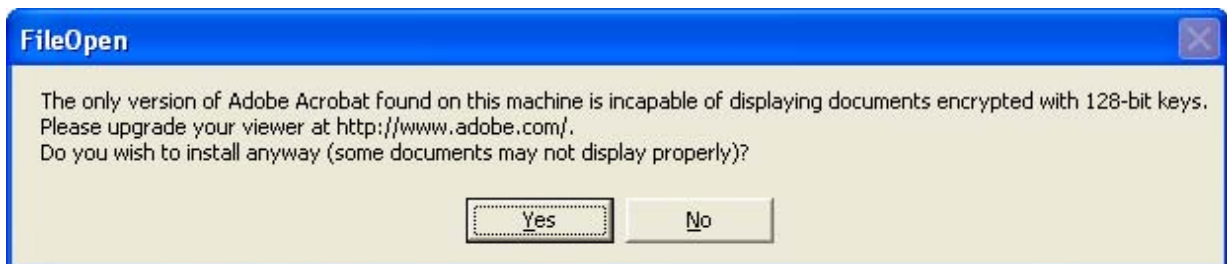 FileOpen
The only version of Adobe Acrobat found on this machine is incapable of displaying documents encrypted with 128-bit keys.
Please upgrade your viewer at http://www.adobe.com/.
Do you wish to install anyway (some documents may not display properly)?
Yes No